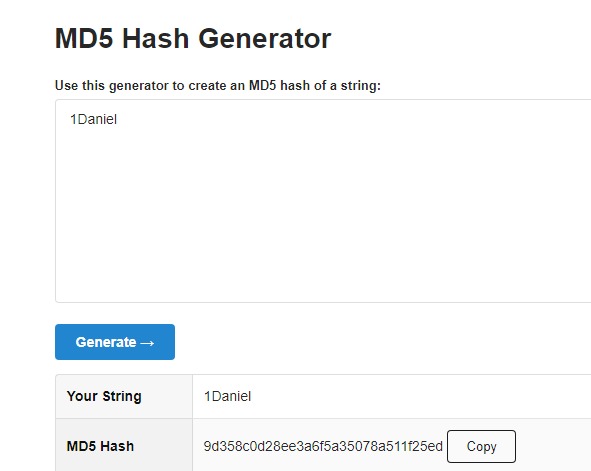 MD5 Hash Generator
Use this generator to create an MD5 hash of a string:
1Daniel
Generate →
Your String 1Daniel
MD5 Hash 9d358c0d28ee3a6f5a35078a511f25ed Copy